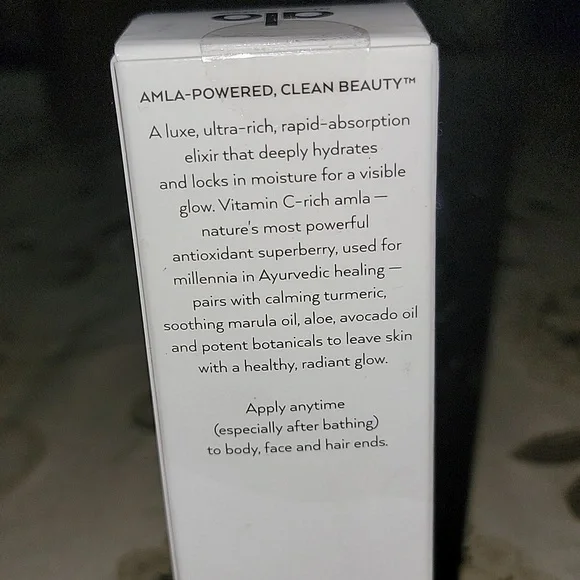 AMLA-POWERED, CLEAN BEAUTY™
A luxe, ultra-rich, rapid-absorption
elixir that deeply hydrates
and locks in moisture for a visible
glow. Vitamin C-rich amla —
nature's most powerful
antioxidant superberry, used for
millennia in Ayurvedic healing —
pairs with calming turmeric,
soothing marula oil, aloe, avocado oil
and potent botanicals to leave skin
with a healthy, radiant glow.
Apply anytime
(especially after bathing)
to body, face and hair ends.